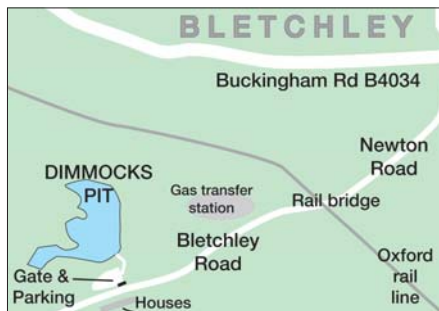 BLETCHLEY
Buckingham Rd B4034
Newton
Road
DIMMOCKS
PIT
Gas transfer
station
Rail bridge
Bletchley
Road
Oxford
rail
line
Gate &
Parking
Houses